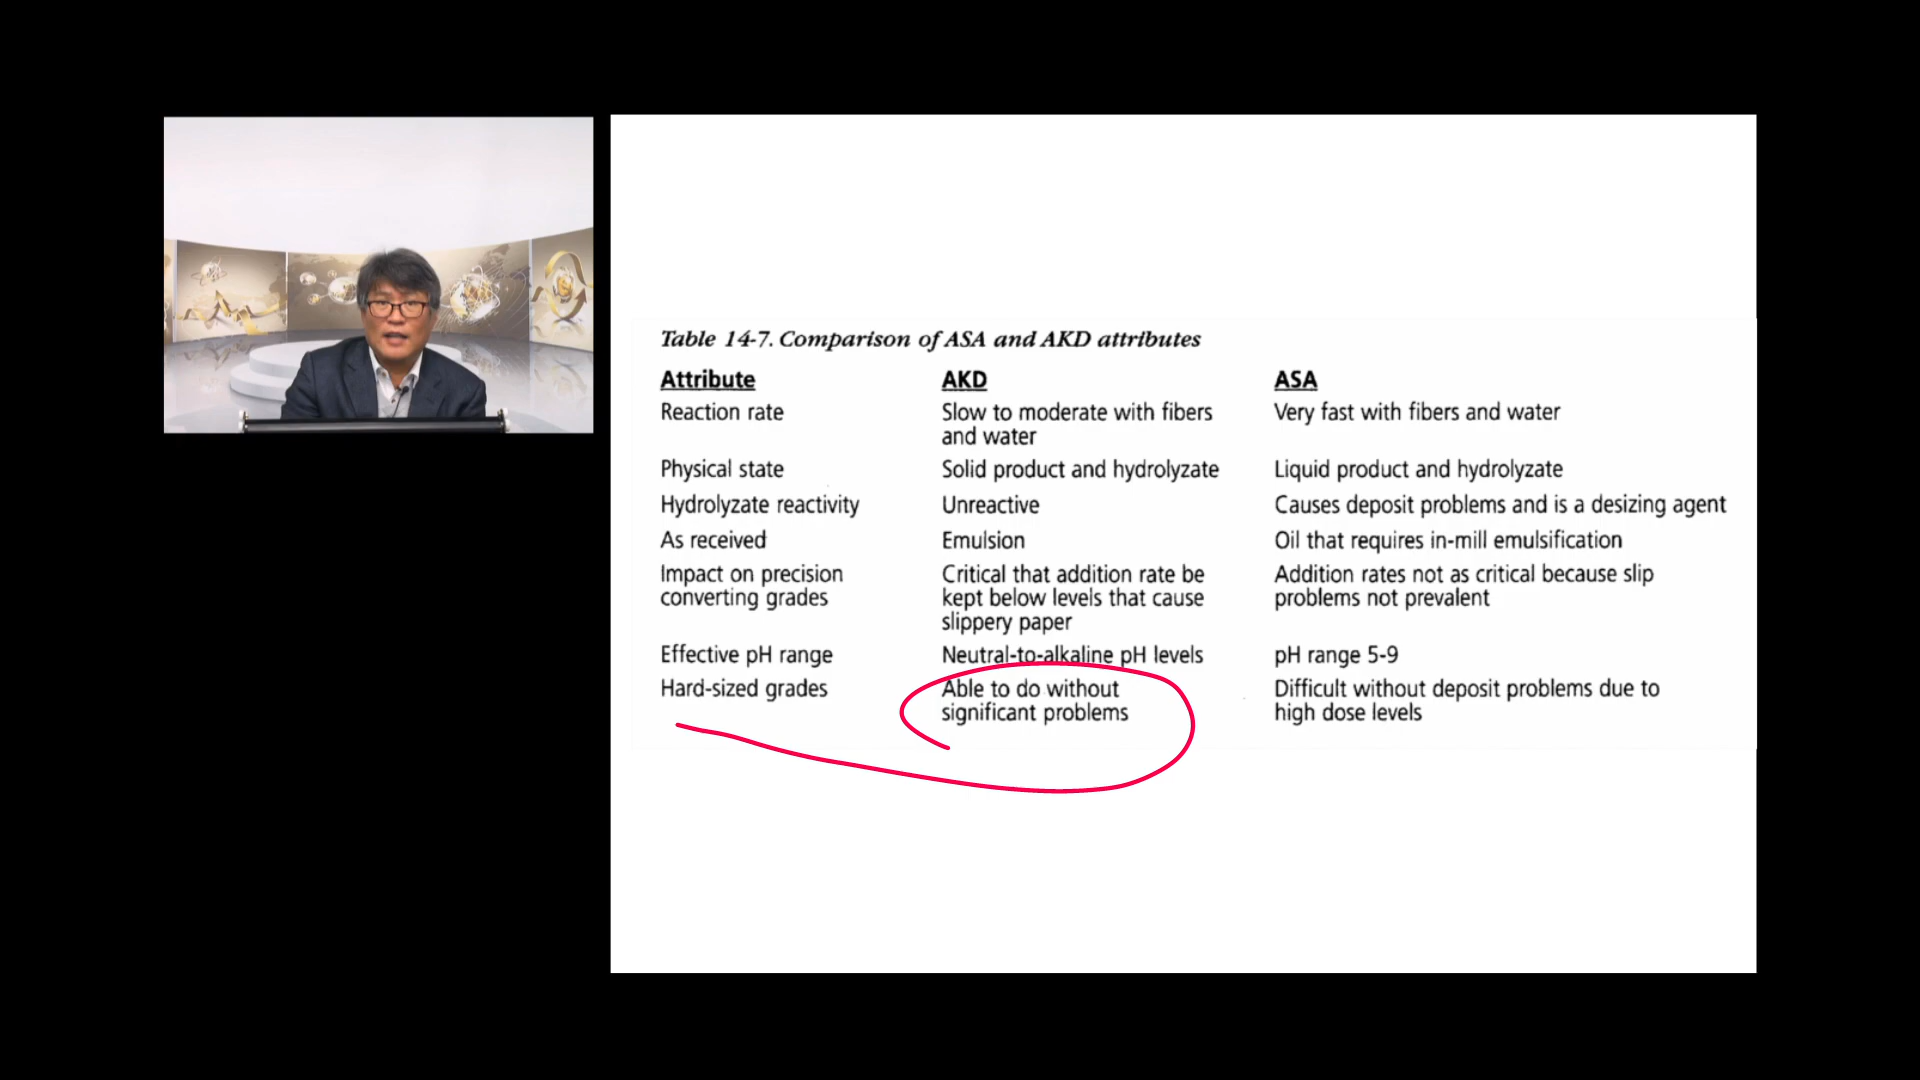 Table 14-7. Comparison of ASA and AKD attributes
Attribute AKD ASA
Reaction rate Slow to moderate with fibers Very fast with fibers and water
and water
Physical state Solid product and hydrolyzate Liquid product and hydrolyzate
Hydrolyzate reactivity Unreactive Causes deposit problems and is a desizing agent
As received Emulsion Oil that requires in-mill emulsification
Impact on precision Critical that addition rate be Addition rates not as critical because slip
converting grades kept below levels that cause problems not prevalent
slippery paper
Effective pH range Neutral-to-alkaline pH levels pH range 5-9
Hard-sized grades Able to do without Difficult without deposit problems due to
significant problems high dose levels